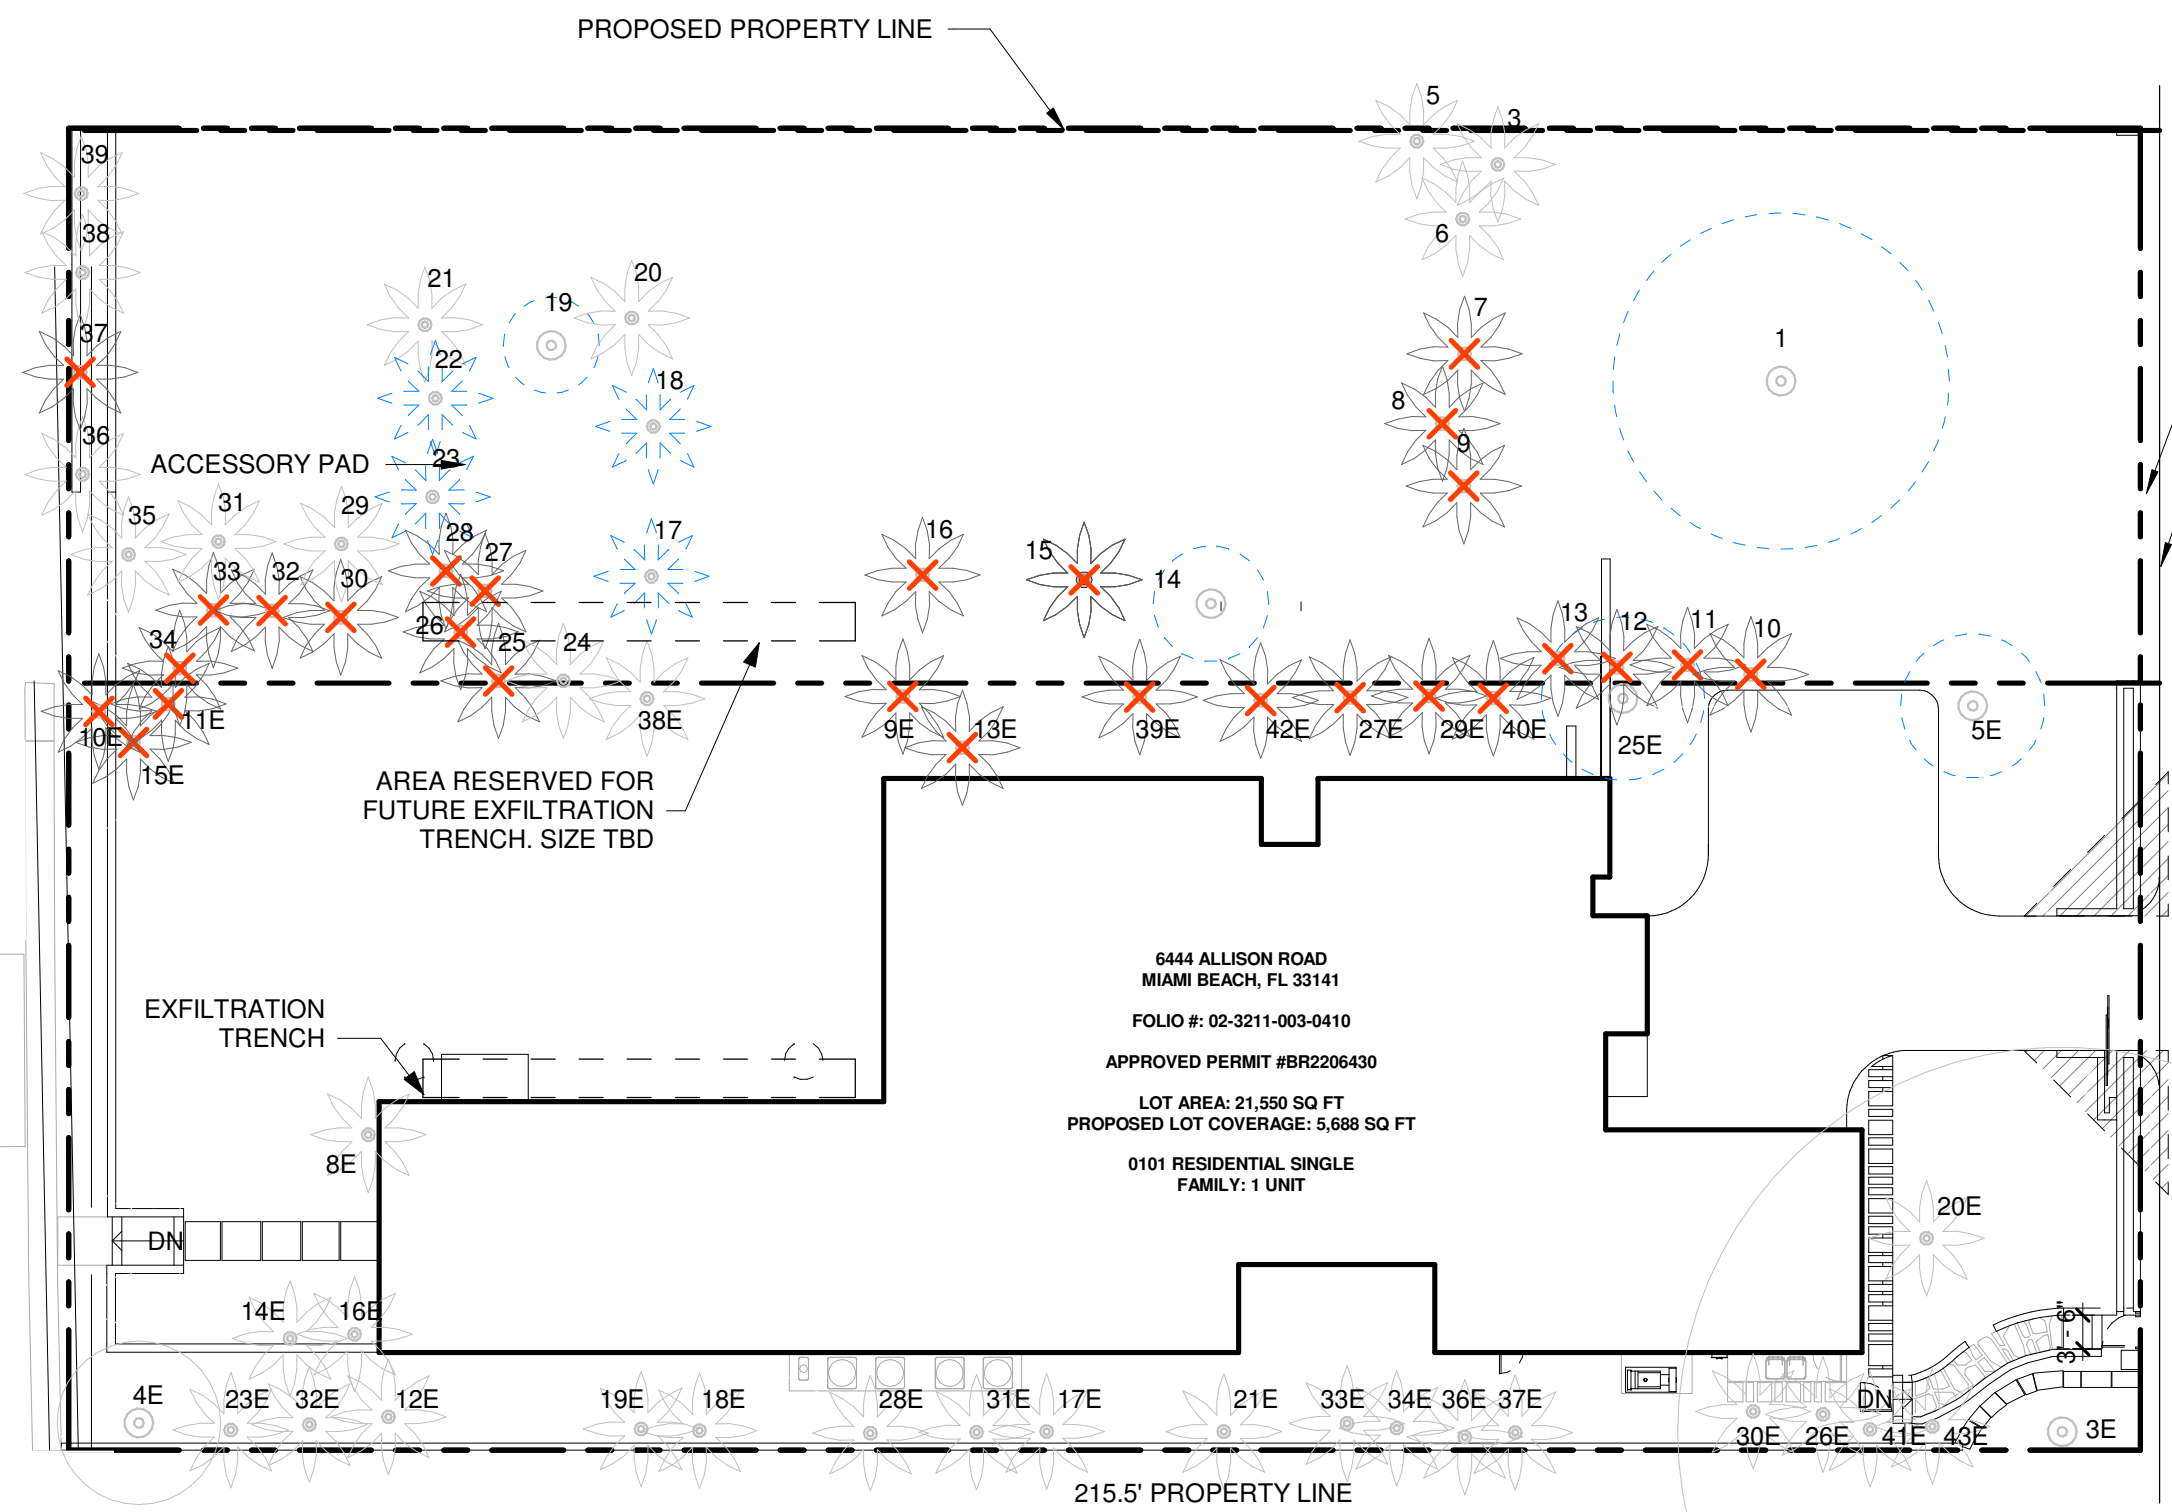 PROPOSED PROPERTY LINE
5
3
39
38
6
21
20
19
7
37
1
22
18
8
36
9
ACCESSORY PAD
23
31
29
35
28
17
16
27
15
33
32
30
14
13
12
11
10
34
26
25
24
11E
38E
10E
9E
13E
39E
42E
27E
29E
40E
25E
5E
15E
AREA RESERVED FOR
FUTURE EXFILTRATION
TRENCH. SIZE TBD
6444 ALLISON ROAD
MIAMI BEACH, FL 33141
FOLIO #: 02-3211-003-0410
APPROVED PERMIT #BR2206430
LOT AREA: 21,550 SQ FT
PROPOSED LOT COVERAGE: 5,688 SQ FT
0101 RESIDENTIAL SINGLE
FAMILY: 1 UNIT
EXFILTRATION
TRENCH
8E
20E
DN
14E
16E
3' - 6"
4E
23E
32E
12E
19E
18E
28E
31E
17E
21E
33E
34E
36E
37E
DN
30E
26E
41E
43E
3E
215.5' PROPERTY LINE